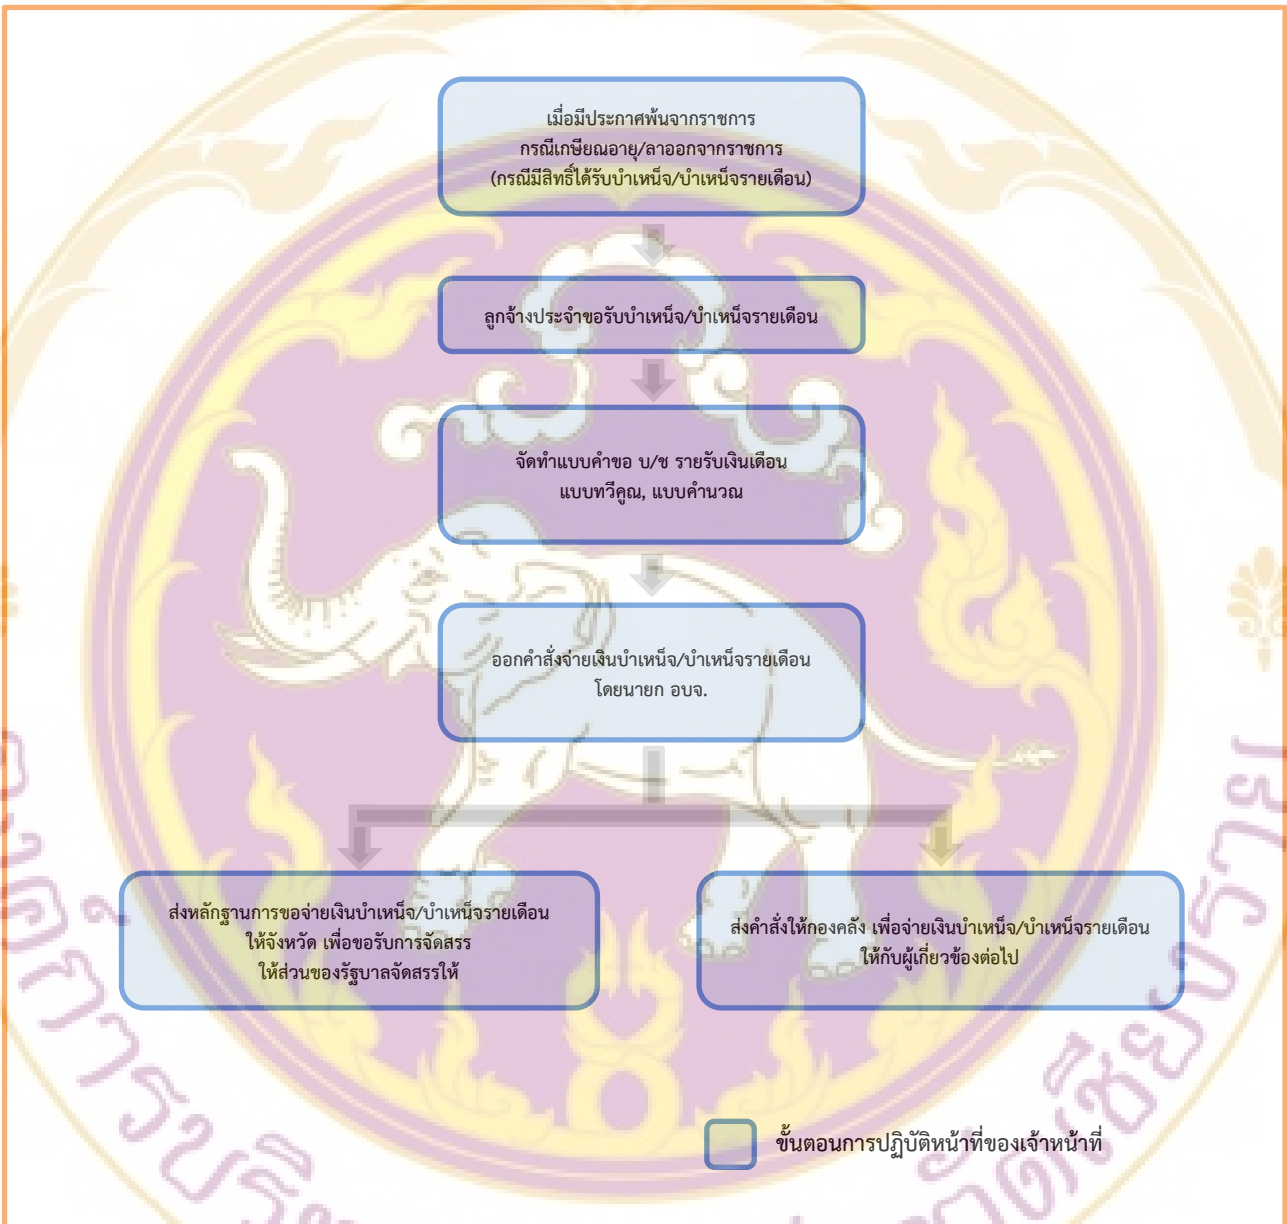 เมื่อมีประกาศพ้นจากราชการ
กรณีเกษียณอายุ/ลาออกจากราชการ
(กรณีมีสิทธิ์ได้รับบำเหน็จ/บำเหน็จรายเดือน)
ลูกจ้างประจำขอรับบำเหน็จ/บำเหน็จรายเดือน
จัดทำแบบคำขอ บ/ช รายรับเงินเดือน
แบบทวีคูณ, แบบคำนวณ
ออกคำสั่งจ่ายเงินบำเหน็จ/บำเหน็จรายเดือน
โดยนายก อบจ.
ส่งหลักฐานการขอจ่ายเงินบำเหน็จ/บำเหน็จรายเดือน
ให้จังหวัด เพื่อขอรับการจัดสรร
ให้ส่วนของรัฐบาลจัดสรรให้
ส่งคำสั่งให้กองคลัง เพื่อจ่ายเงินบำเหน็จ/บำเหน็จรายเดือน
ให้กับผู้เกี่ยวข้องต่อไป
ขั้นตอนการปฏิบัติหน้าที่ของเจ้าหน้าที่